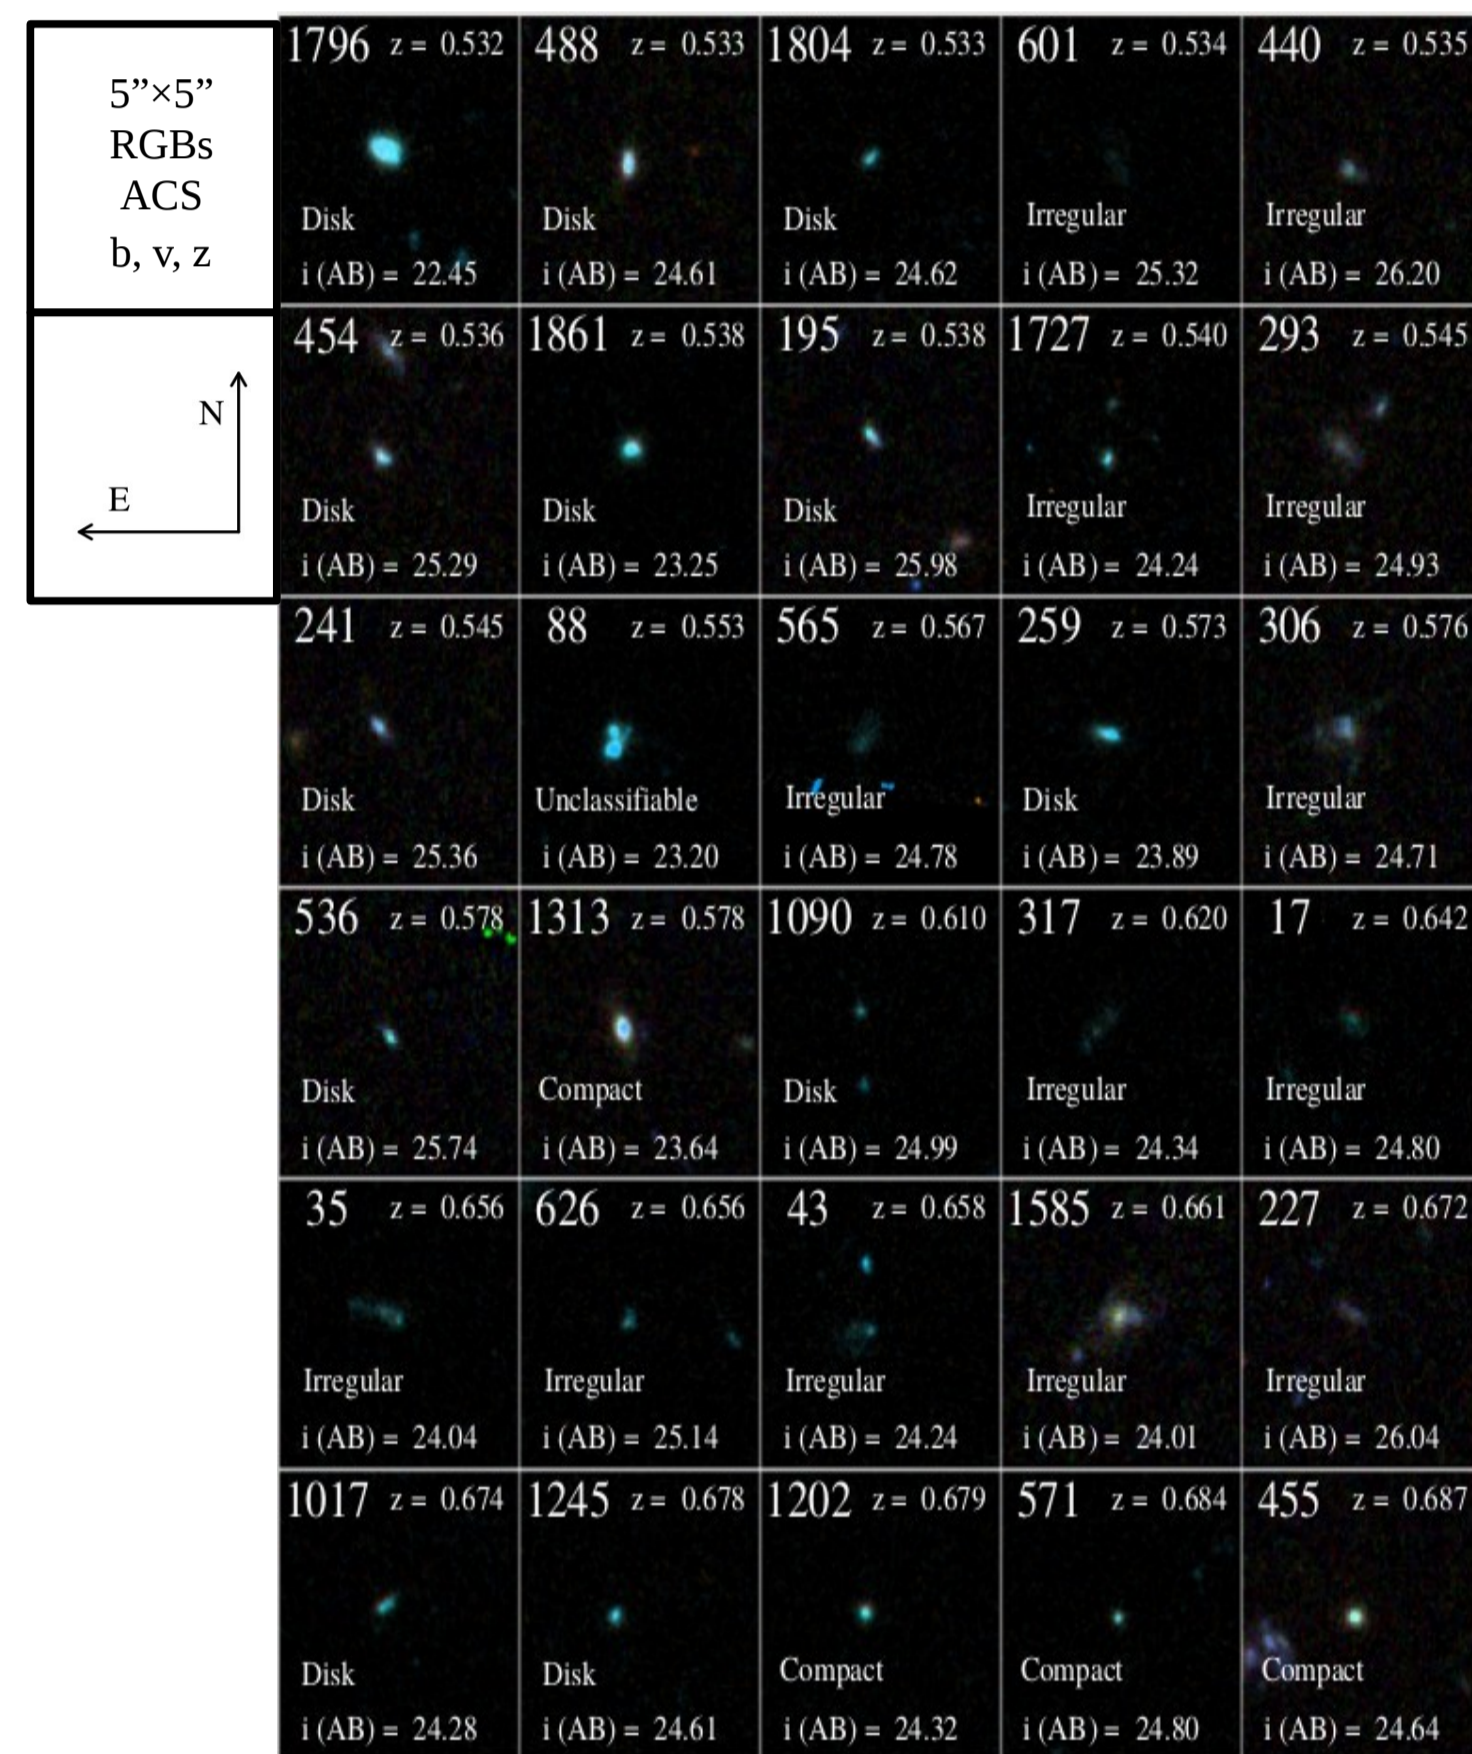 5”×5”
RGBs
ACS
b, v, z
N
E
1796 z = 0.532
Disk
i (AB) = 22.45
488 z = 0.533
Disk
i (AB) = 24.61
1804 z = 0.533
Disk
i (AB) = 24.62
601 z = 0.534
Irregular
i (AB) = 25.32
440 z = 0.535
Irregular
i (AB) = 26.20
454 z = 0.536
Disk
i (AB) = 25.29
1861 z = 0.538
Disk
i (AB) = 23.25
195 z = 0.538
Disk
i (AB) = 25.98
1727 z = 0.540
Irregular
i (AB) = 24.24
293 z = 0.545
Irregular
i (AB) = 24.93
241 z = 0.545
Disk
i (AB) = 25.36
88 z = 0.553
Unclassifiable
i (AB) = 23.20
565 z = 0.567
Irregular
i (AB) = 24.78
259 z = 0.573
Disk
i (AB) = 23.89
306 z = 0.576
Irregular
i (AB) = 24.71
536 z = 0.578
Disk
i (AB) = 25.74
1313 z = 0.578
Compact
i (AB) = 23.64
1090 z = 0.610
Disk
i (AB) = 24.99
317 z = 0.620
Irregular
i (AB) = 24.34
17 z = 0.642
Irregular
i (AB) = 24.80
35 z = 0.656
Irregular
i (AB) = 24.04
626 z = 0.656
Irregular
i (AB) = 25.14
43 z = 0.658
Irregular
i (AB) = 24.24
1585 z = 0.661
Irregular
i (AB) = 24.01
227 z = 0.672
Irregular
i (AB) = 26.04
1017 z = 0.674
Disk
i (AB) = 24.28
1245 z = 0.678
Disk
i (AB) = 24.61
1202 z = 0.679
Compact
i (AB) = 24.32
571 z = 0.684
Compact
i (AB) = 24.80
455 z = 0.687
Compact
i (AB) = 24.64